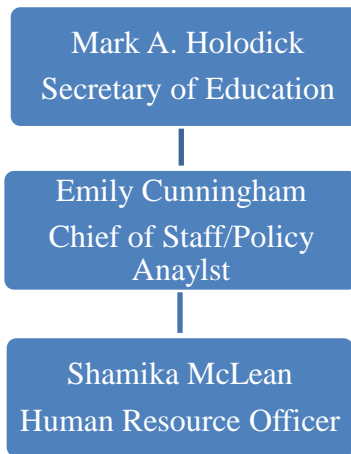 Mark A. Holodick
Secretary of Education
Emily Cunningham
Chief of Staff/Policy
Anaylst
Shamika McLean
Human Resource Officer